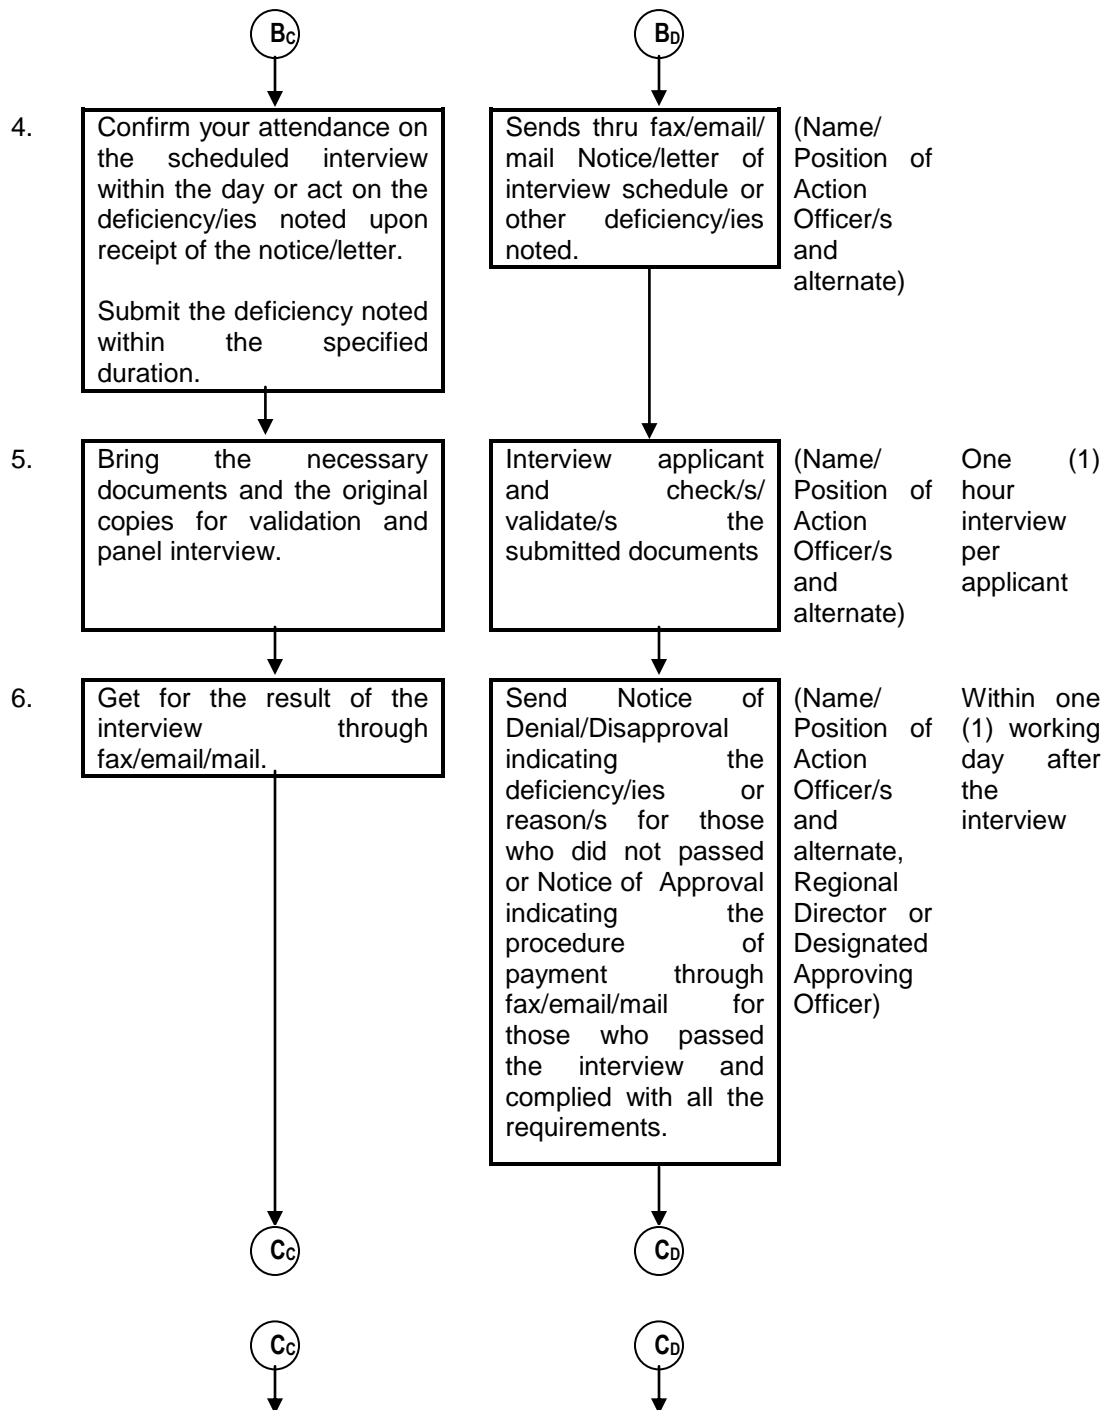 BC
BD
4.
Confirm your attendance on
the scheduled interview
within the day or act on the
deficiency/ies noted upon
receipt of the notice/letter.
Submit the deficiency noted
within the specified
duration.
Sends thru fax/email/
mail Notice/letter of
interview schedule or
other deficiency/ies
noted.
(Name/
Position of
Action
Officer/s
and
alternate)
5.
Bring the necessary
documents and the original
copies for validation and
panel interview.
Interview applicant
and check/s/
validate/s the
submitted documents
(Name/
Position of
Action
Officer/s
and
alternate)
One (1)
hour
interview
per
applicant
6.
Get for the result of the
interview through
fax/email/mail.
Send Notice of
Denial/Disapproval
indicating the
deficiency/ies or
reason/s for those
who did not passed
or Notice of Approval
indicating the
procedure of
payment through
fax/email/mail for
those who passed
the interview and
complied with all the
requirements.
(Name/
Position of
Action
Officer/s
and
alternate,
Regional
Director or
Designated
Approving
Officer)
Within one
(1) working
day after
the
interview
CC
CD
CC
CD